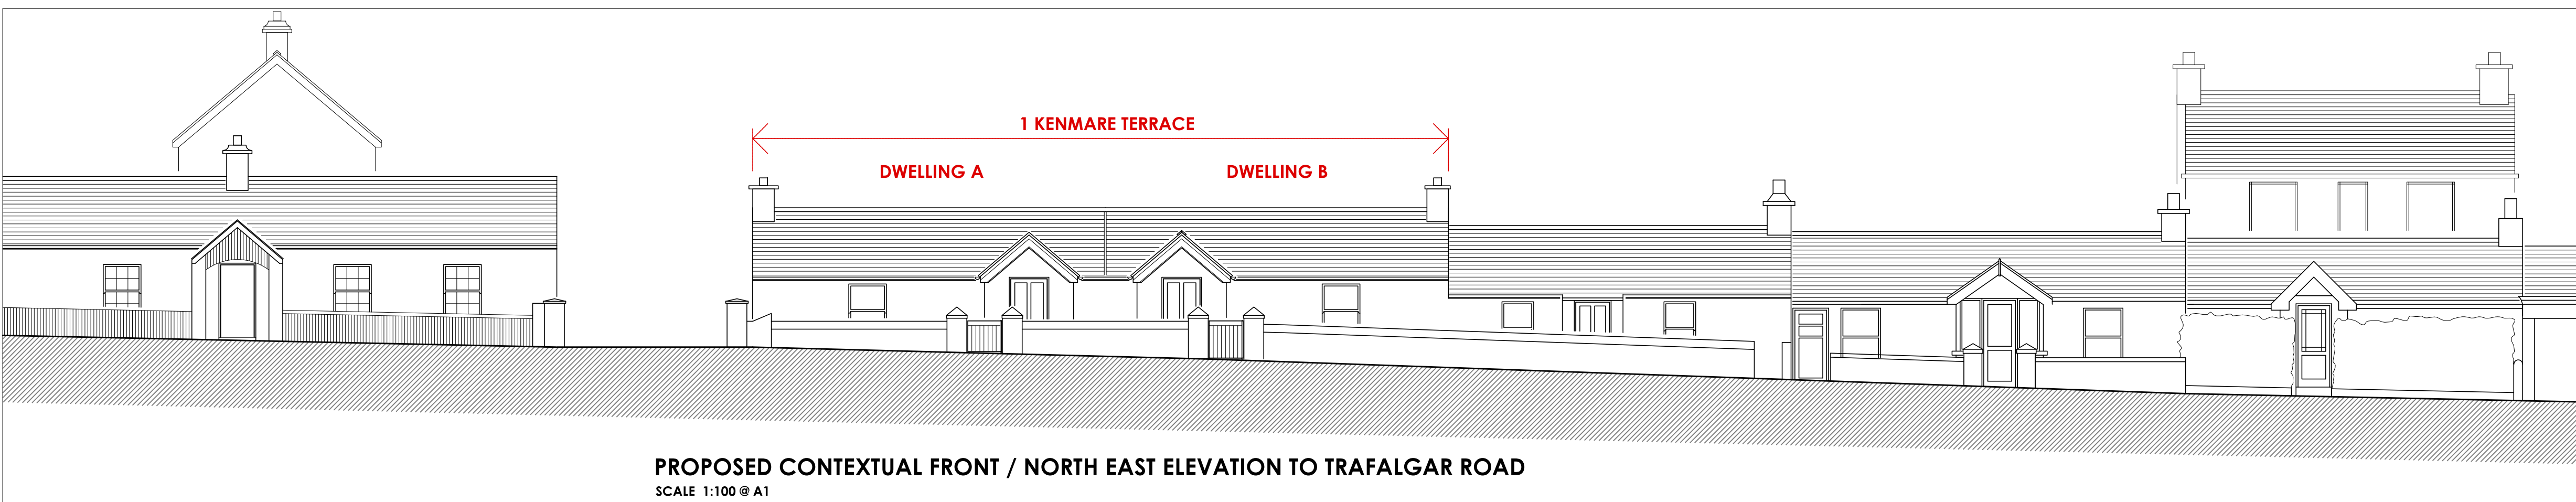 1 KENMARE TERRACE
DWELLING A
DWELLING B
PROPOSED CONTEXTUAL FRONT / NORTH EAST ELEVATION TO TRAFALGAR ROAD
SCALE 1:100 @ A1